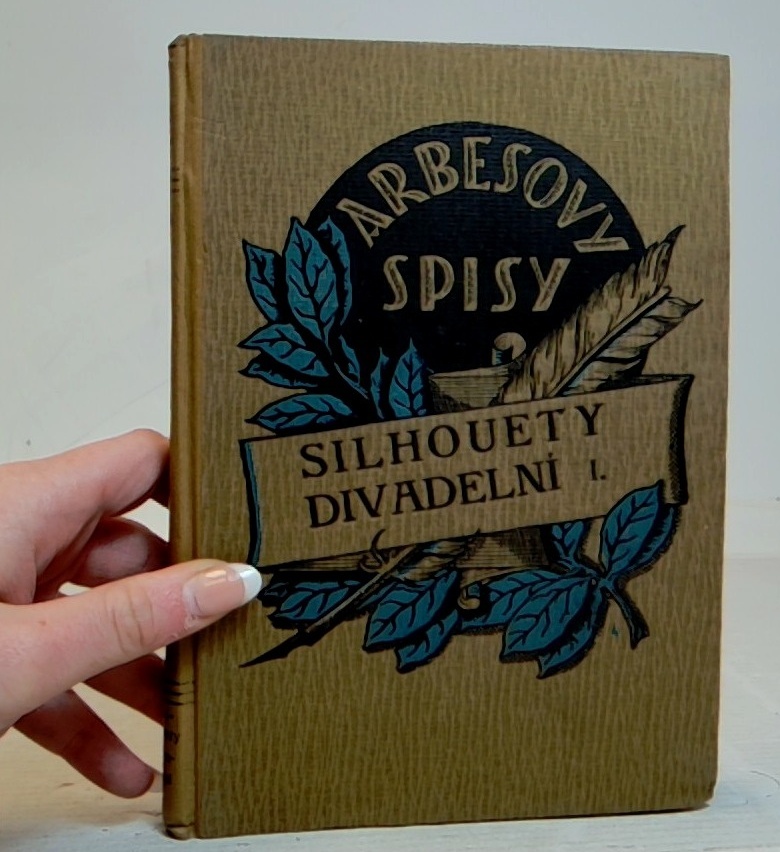 ARBESOVY
SPISY
SILHOUETY
DIVADELNÍ I.